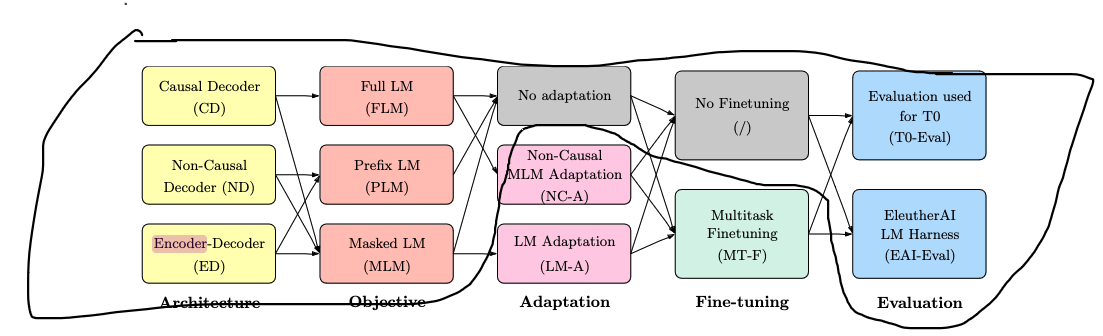 Causal Decoder
(CD)
Non-Causal
Decoder (ND)
Encoder-Decoder
(ED)
Architecture
Full LM
(FLM)
Prefix LM
(PLM)
Masked LM
(MLM)
Objective
No adaptation
Non-Causal
MLM Adaptation
(NC-A)
LM Adaptation
(LM-A)
Adaptation
No Finetuning
(/)
Multitask
Finetuning
(MT-F)
Fine-tuning
Evaluation used
for T0
(T0-Eval)
EleutherAI
LM Harness
(EAI-Eval)
Evaluation